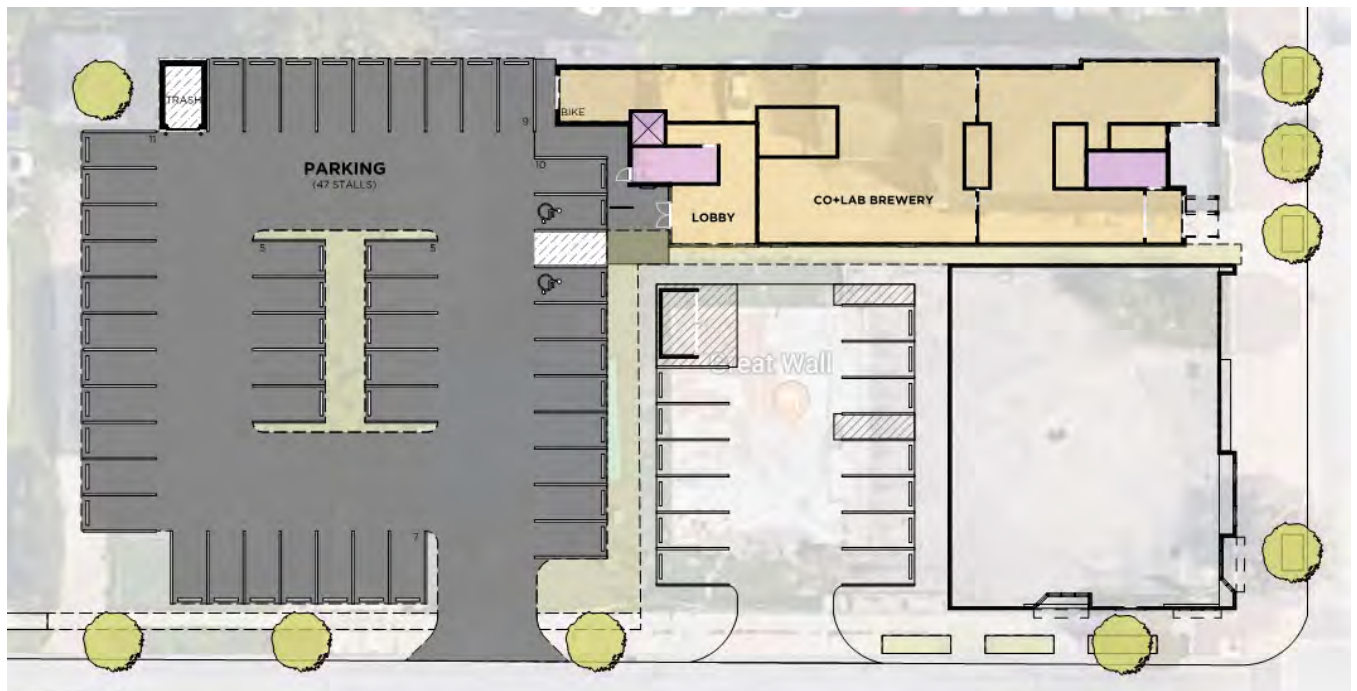 TRASH
9
BIKE
11
10
PARKING
(47 STALLS)
CO+LAB BREWERY
LOBBY
5
5
Great Wall
7